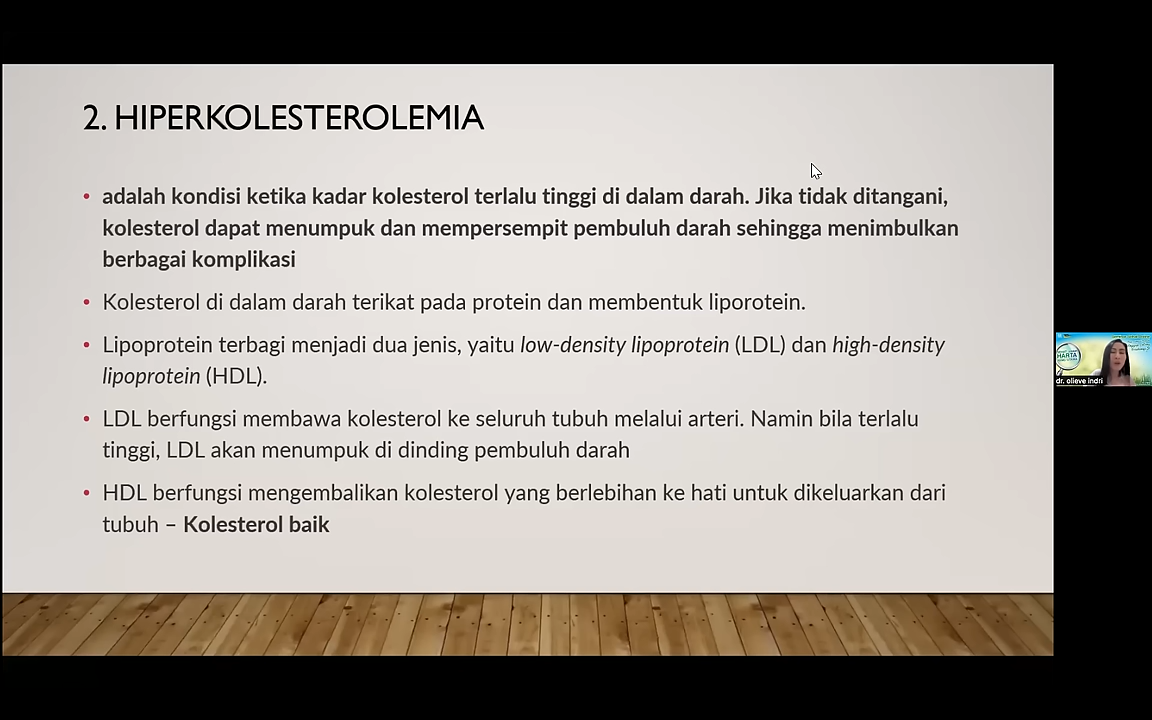 2. HIPERKOLESTEROLEMIA
• adalah kondisi ketika kadar kolesterol terlalu tinggi di dalam darah. Jika tidak ditangani,
kolesterol dapat menumpuk dan mempersempit pembuluh darah sehingga menimbulkan
berbagai komplikasi
• Kolesterol di dalam darah terikat pada protein dan membentuk liporotein.
• Lipoprotein terbagi menjadi dua jenis, yaitu low-density lipoprotein (LDL) dan high-density
lipoprotein (HDL).
• LDL berfungsi membawa kolesterol ke seluruh tubuh melalui arteri. Namin bila terlalu
tinggi, LDL akan menumpuk di dinding pembuluh darah
• HDL berfungsi mengembalikan kolesterol yang berlebihan ke hati untuk dikeluarkan dari
tubuh – Kolesterol baik
HARTA
dr. olieve indri